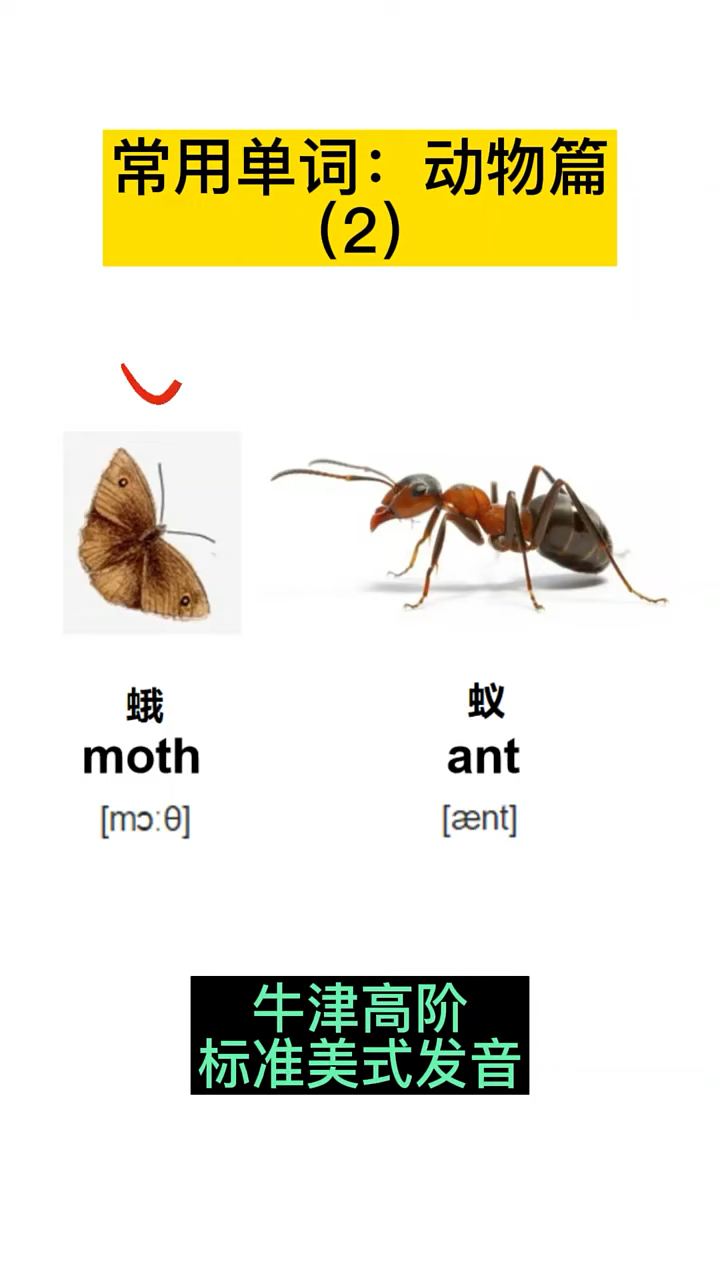 常用单词：动物篇
(2)
蛾
moth
[mɔːθ]
蚁
ant
[ænt]
牛津高阶
标准美式发音